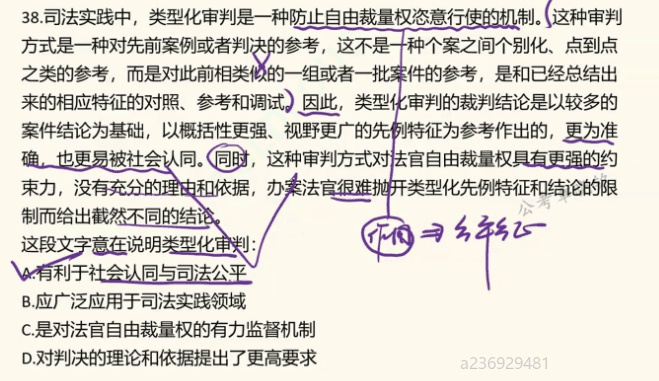 38.司法实践中，类型化审判是一种防止自由裁量权恣意行使的机制。这种审判
方式是一种对先前案例或者判决的参考，这不是一种个案之间个别化、点到点
之类的参考，而是对此前相类似的一组或者一批案件的参考，是和已经总结出
来的相应特征的对照、参考和调试。因此，类型化审判的裁判结论是以较多的
案件结论为基础，以概括性更强、视野更广的先例特征为参考作出的，更为准
确，也更易被社会认同。同时，这种审判方式对法官自由裁量权具有更强的约
束力，没有充分的理由和依据，办案法官很难抛开类型化先例特征和结论的限
制而给出截然不同的结论。
作用
这段文字意在说明类型化审判：
A.有利于社会认同与司法公平
B.应广泛应用于司法实践领域
C.是对法官自由裁量权的有力监督机制
D.对判决的理论和依据提出了更高要求
a236929481